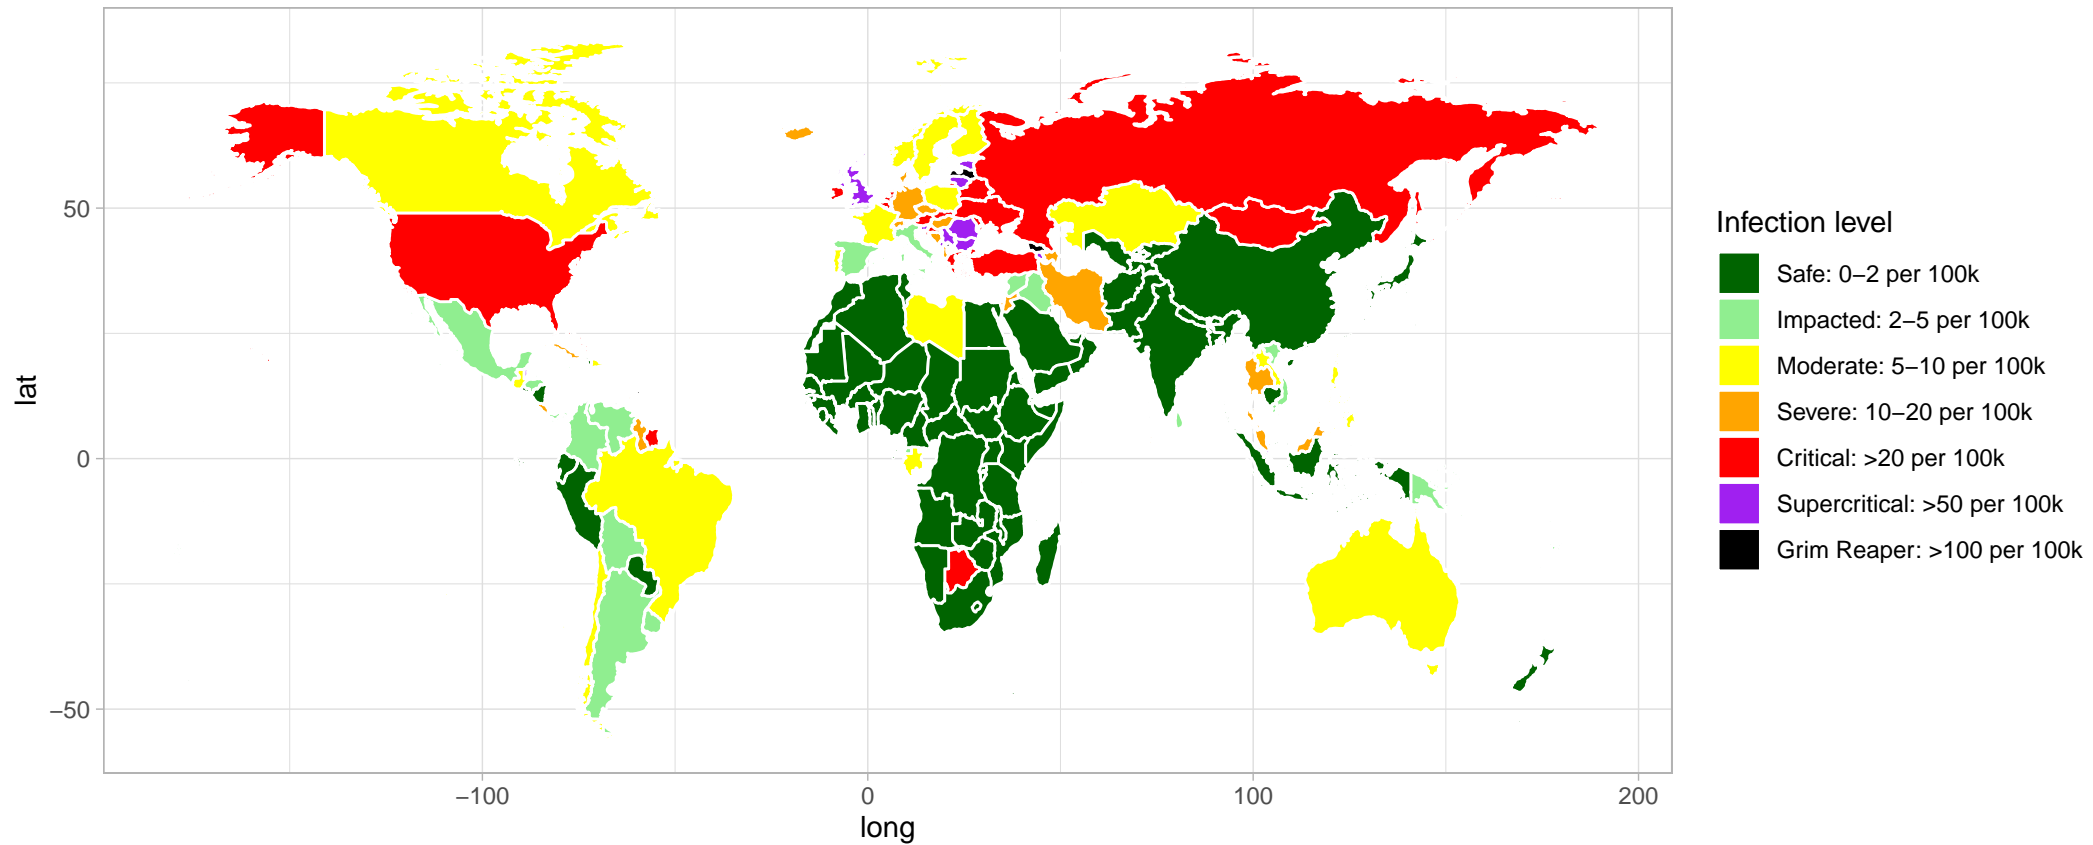 50
0
−50
lat
−100
0
100
200
long
Infection level
Safe: 0−2 per 100k
Impacted: 2−5 per 100k
Moderate: 5−10 per 100k
Severe: 10−20 per 100k
Critical: >20 per 100k
Supercritical: >50 per 100k
Grim Reaper: >100 per 100k